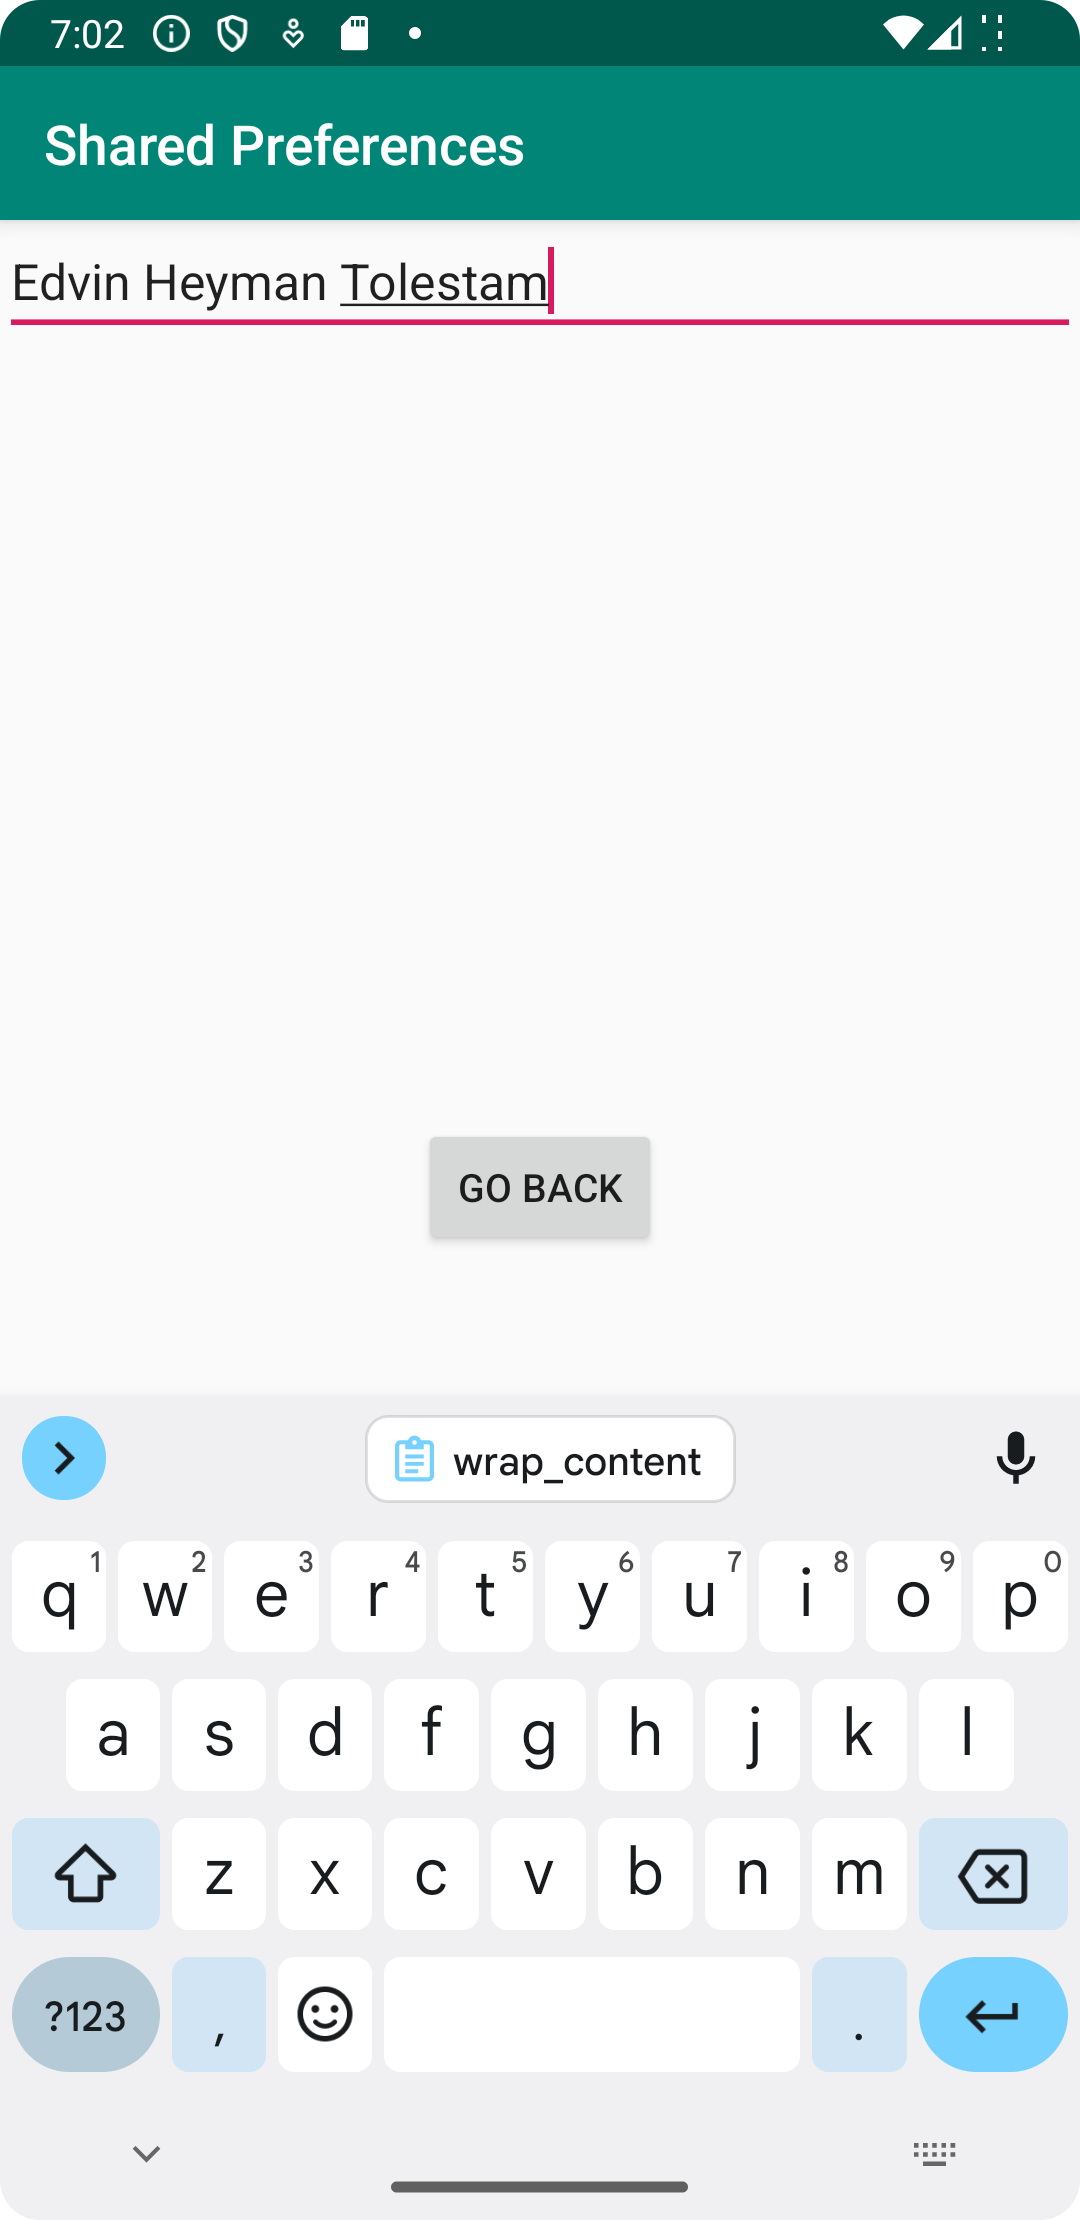 7:02
Shared Preferences
Edvin Heyman Tolestam
GO BACK
wrap_content
q 1 w 2 e 3 r 4 t 5 y 6 u 7 i 8 o 9 p 0
a s d f g h j k l
z x c v b n m
?123 , .